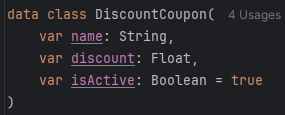 data class DiscountCoupon( 4 Usages
    var name: String,
    var discount: Float,
    var isActive: Boolean = true
)